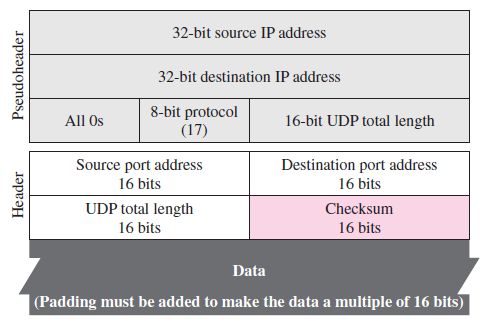 Pseudoheader
32-bit source IP address
32-bit destination IP address
All 0s
8-bit protocol
(17)
16-bit UDP total length
Header
Source port address
16 bits
Destination port address
16 bits
UDP total length
16 bits
Checksum
16 bits
Data
(Padding must be added to make the data a multiple of 16 bits)